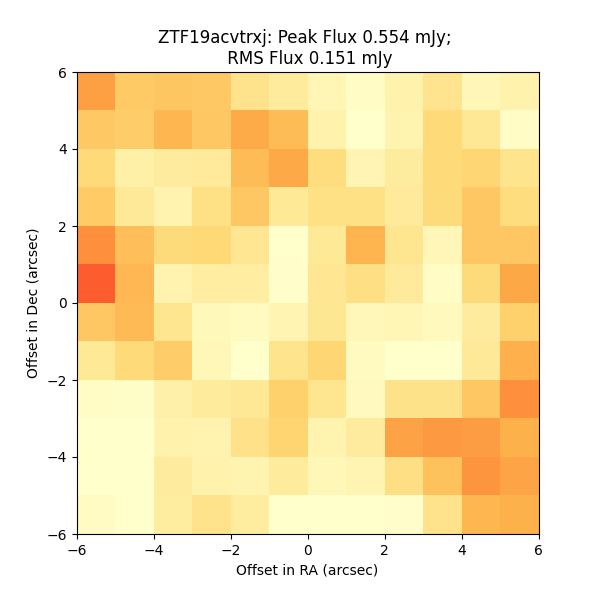 ZTF19acvtrxj: Peak Flux 0.554 mJy;
RMS Flux 0.151 mJy
6
4
2
0
−2
−4
−6
Offset in Dec (arcsec)
−6 −4 −2 0 2 4 6
Offset in RA (arcsec)